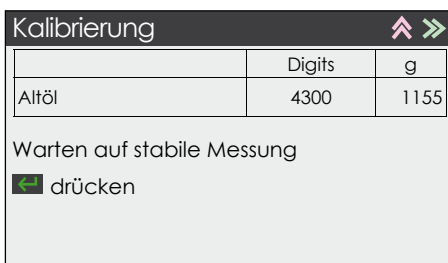 Kalibrierung
Digits g
Altöl 4300 1155
Warten auf stabile Messung
drücken